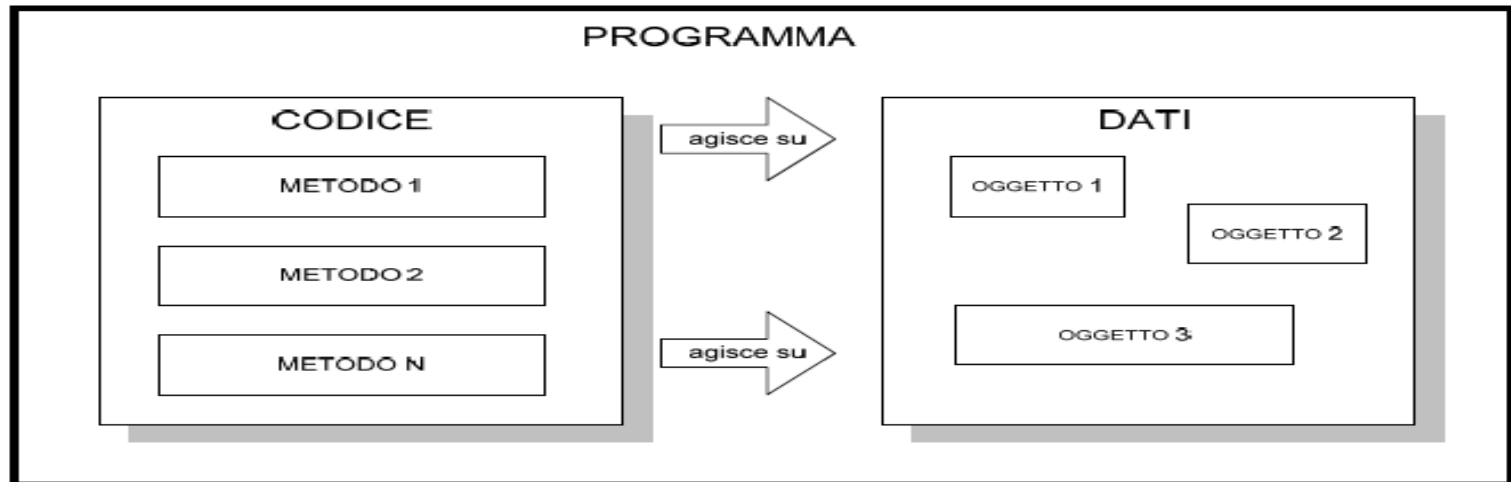 PROGRAMMA
CODICE
METODO 1
METODO 2
METODO N
agisce su
agisce su
DATI
OGGETTO 1
OGGETTO 2
OGGETTO 3